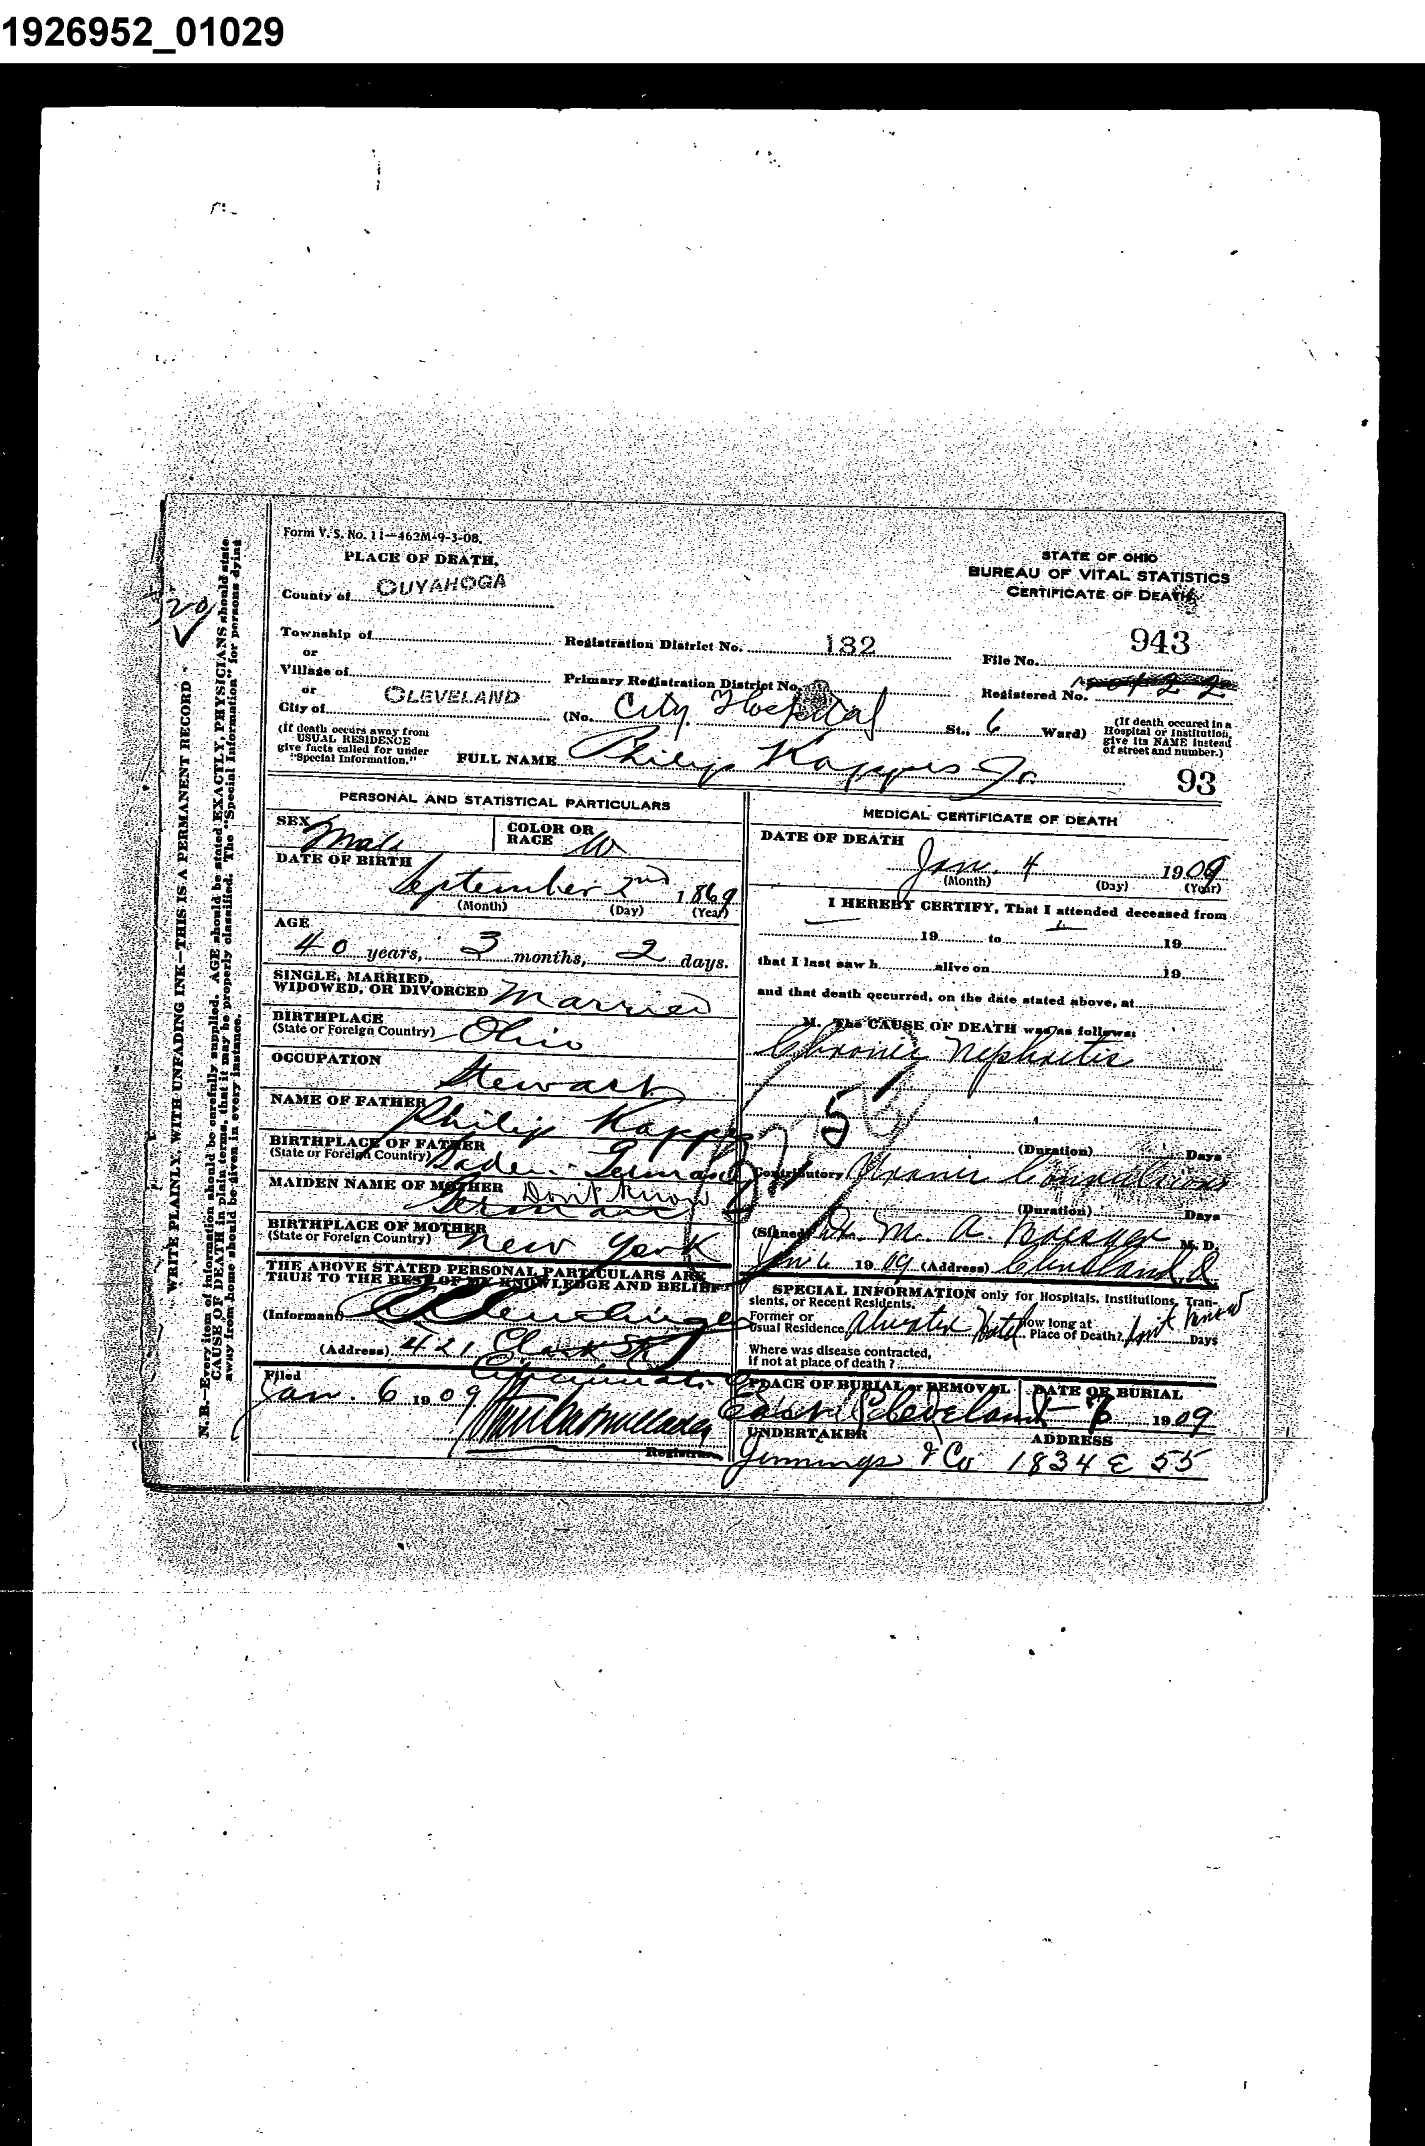 1926952_01029
Form V. S. No. 11—462M-9-3-08.
PLACE OF DEATH,
County of CUYAHOGA
Township of
or
Village of
or
City of CLEVELAND
(If death occurs away from
USUAL RESIDENCE
give facts called for under
"Special Information."
Registration District No. 182
Primary Registration District No.
(No. City Hospital St., 6 Ward)
FULL NAME Philip Kappis Jr.
STATE OF OHIO
BUREAU OF VITAL STATISTICS
CERTIFICATE OF DEATH
File No. 943
Registered No.
(If death occured in a
Hospital or Institution,
give its NAME instead
of street and number.)
93
WRITE PLAINLY, WITH UNFADING INK—THIS IS A PERMANENT RECORD
N. B.—Every item of information should be carefully supplied. AGE should be stated EXACTLY, PHYSICIANS should state
CAUSE OF DEATH in plain terms, that it may be properly classified. The "Special Information" for persons dying
away from home should be given in every instance.
PERSONAL AND STATISTICAL PARTICULARS
SEX Male
COLOR OR
RACE W
DATE OF BIRTH
September 2nd 1869
(Month) (Day) (Year)
AGE
40 years, 3 months, 2 days.
SINGLE, MARRIED,
WIDOWED, OR DIVORCED Married
BIRTHPLACE
(State or Foreign Country) Ohio
OCCUPATION
Stewart
NAME OF FATHER Philip Kappis
BIRTHPLACE OF FATHER
(State or Foreign Country) Baden - Germany
MAIDEN NAME OF MOTHER Don't Know
Germany
BIRTHPLACE OF MOTHER
(State or Foreign Country) New York
THE ABOVE STATED PERSONAL PARTICULARS ARE
TRUE TO THE BEST OF MY KNOWLEDGE AND BELIEF
(Informant)
(Address) 421 Clark St
Cincinnati O
Filed
Jan. 6 1909
Registrar
MEDICAL CERTIFICATE OF DEATH
DATE OF DEATH
Jan. 4 1909
(Month) (Day) (Year)
I HEREBY CERTIFY, That I attended deceased from
19 to 19
that I last saw h alive on 19
and that death occurred, on the date stated above, at
M. The CAUSE OF DEATH was as follows:
Chronic Nephritis
(Duration) Days
Contributory Uraemic Convulsions
(Duration) Days
(Signed) Dr. M. A. M. D.
Jan 6 1909 (Address) Cleveland, O
SPECIAL INFORMATION only for Hospitals, Institutions, Tran-
sients, or Recent Residents.
Former or
Usual Residence Hotel How long at
Place of Death? Don't Know Days
Where was disease contracted,
If not at place of death?
PLACE OF BURIAL or REMOVAL
East Cleveland
DATE OF BURIAL
1909
UNDERTAKER
Jennings & Co
ADDRESS
1834 E 55